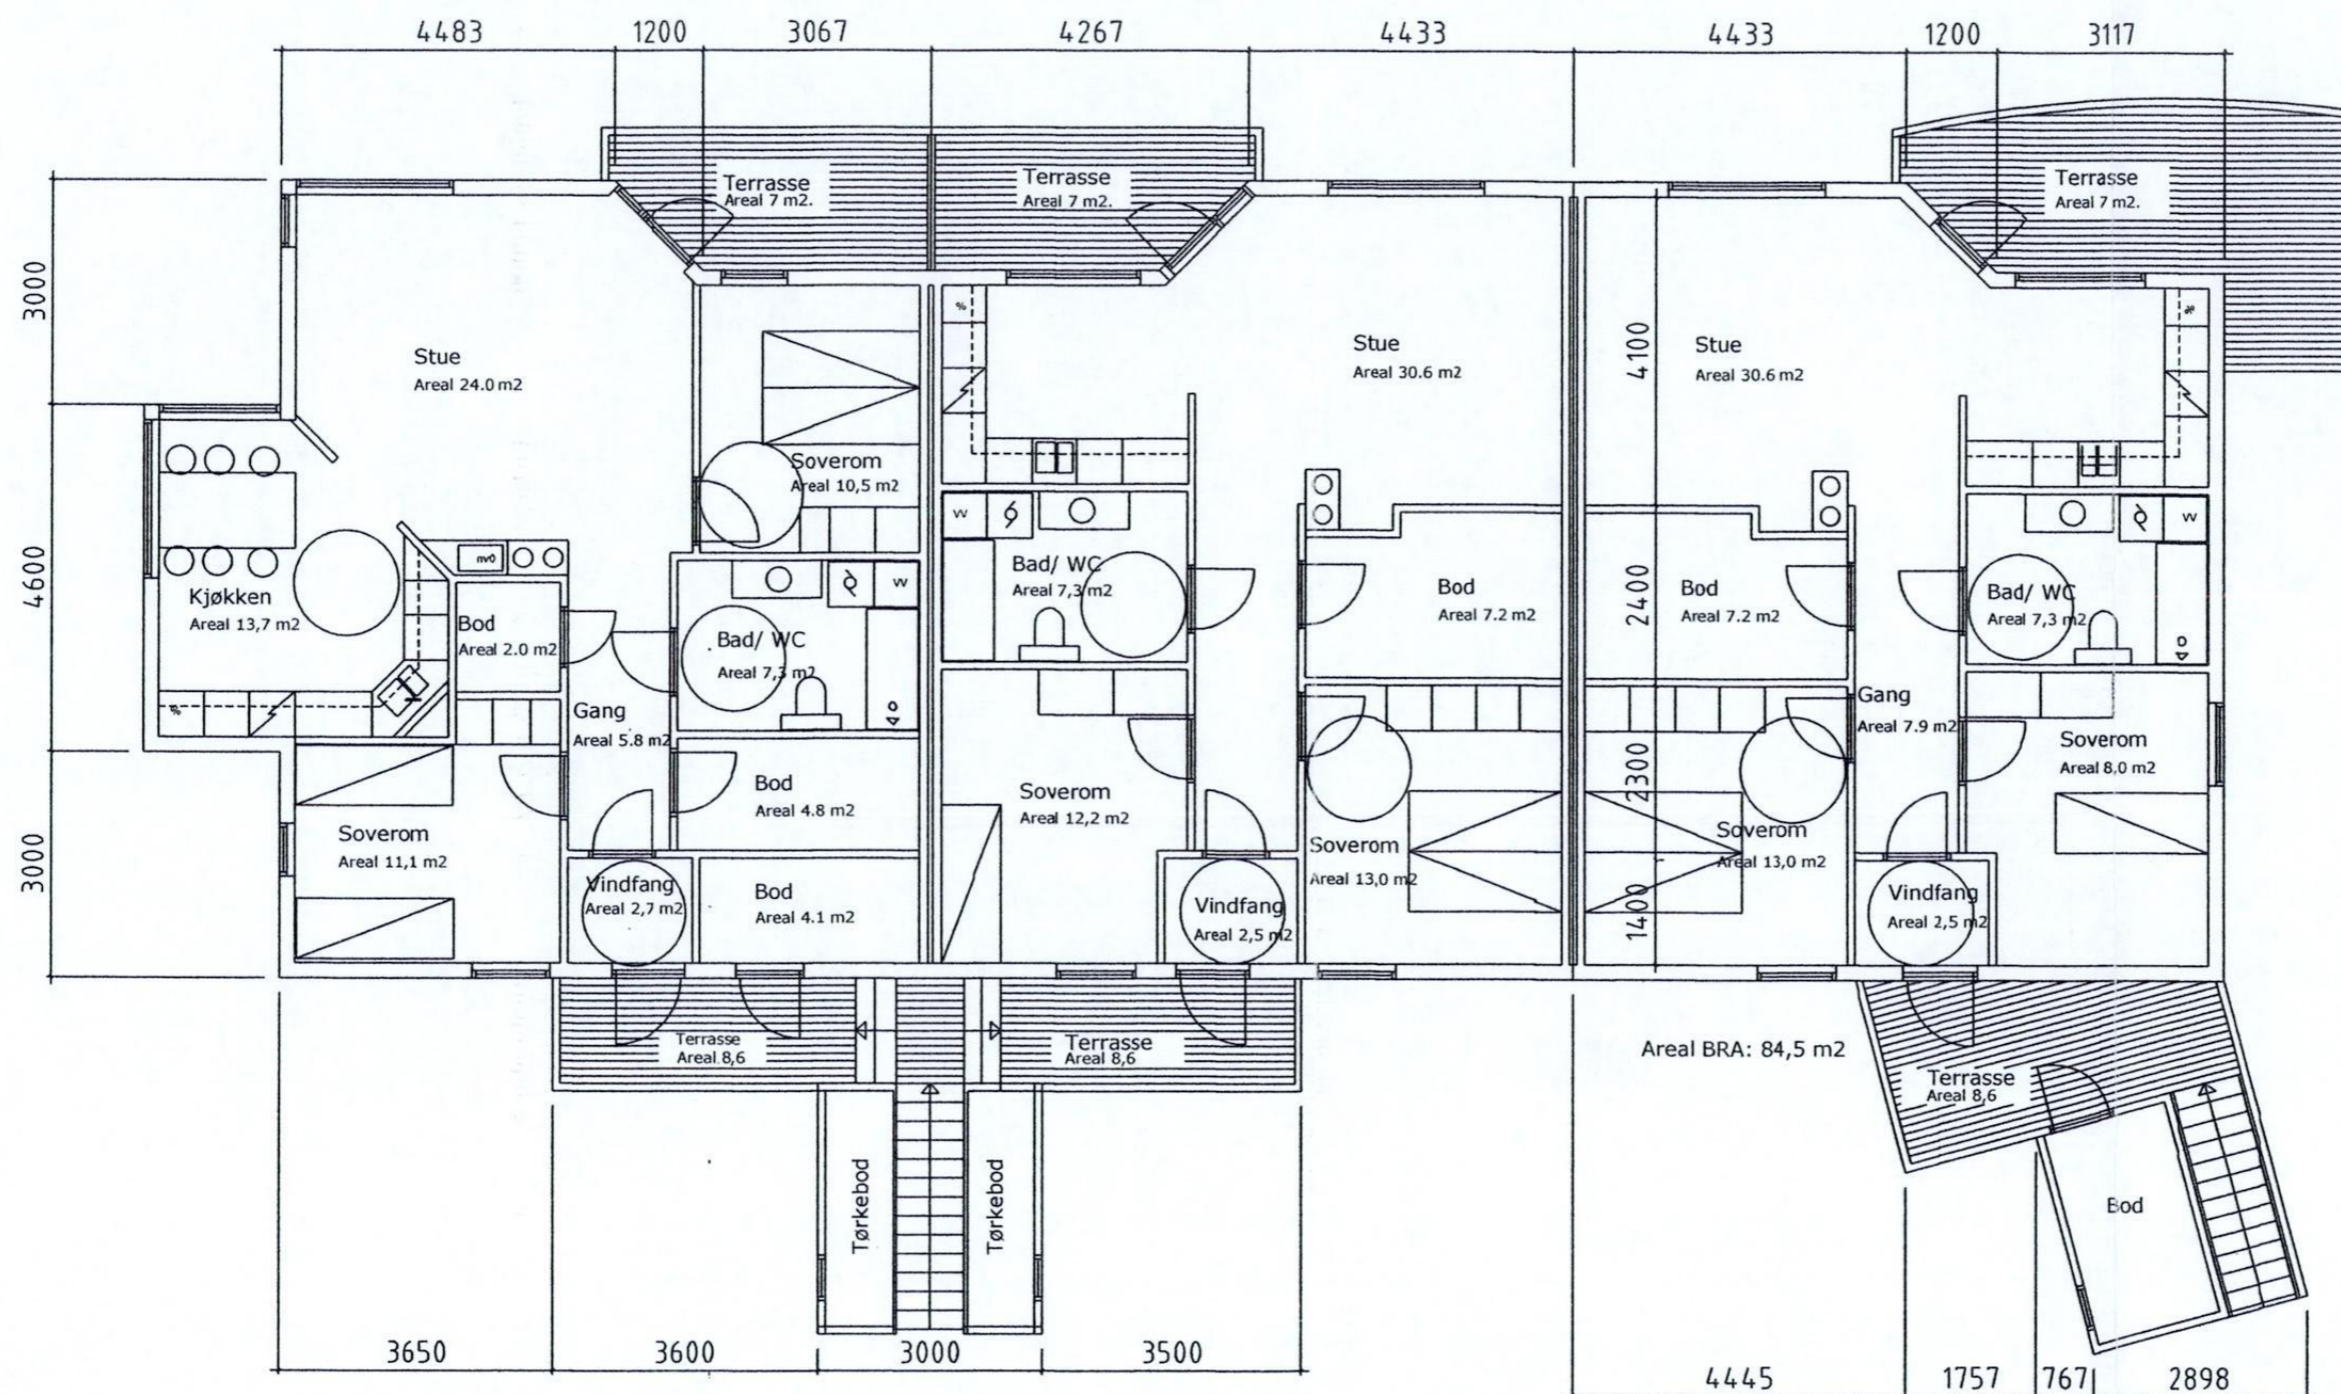 4483
1200
3067
4267
4433
4433
1200
3117
Terrasse
Areal 7 m2.
Terrasse
Areal 7 m2.
Terrasse
Areal 7 m2.
3000
4600
3000
Stue
Areal 24.0 m2
Soverom
Areal 10,5 m2
Stue
Areal 30.6 m2
4100
Stue
Areal 30.6 m2
Kjøkken
Areal 13,7 m2
Bod
Areal 2.0 m2
Bad/ WC
Areal 7,3 m2
Bad/ WC
Areal 7,3 m2
Bod
Areal 7.2 m2
2400
Bod
Areal 7.2 m2
Bad/ WC
Areal 7,3 m2
Gang
Areal 5.8 m2
Gang
Areal 7.9 m2
Bod
Areal 4.8 m2
Soverom
Areal 12,2 m2
2300
Soverom
Areal 8,0 m2
Soverom
Areal 11,1 m2
Soverom
Areal 13,0 m2
Soverom
Areal 13,0 m2
Vindfang
Areal 2,7 m2
Bod
Areal 4.1 m2
Vindfang
Areal 2,5 m2
1400
Vindfang
Areal 2,5 m2
Terrasse
Areal 8,6
Terrasse
Areal 8,6
Areal BRA: 84,5 m2
Terrasse
Areal 8,6
Tørkebod
Tørkebod
Bod
3650
3600
3000
3500
4445
1757
767
2898